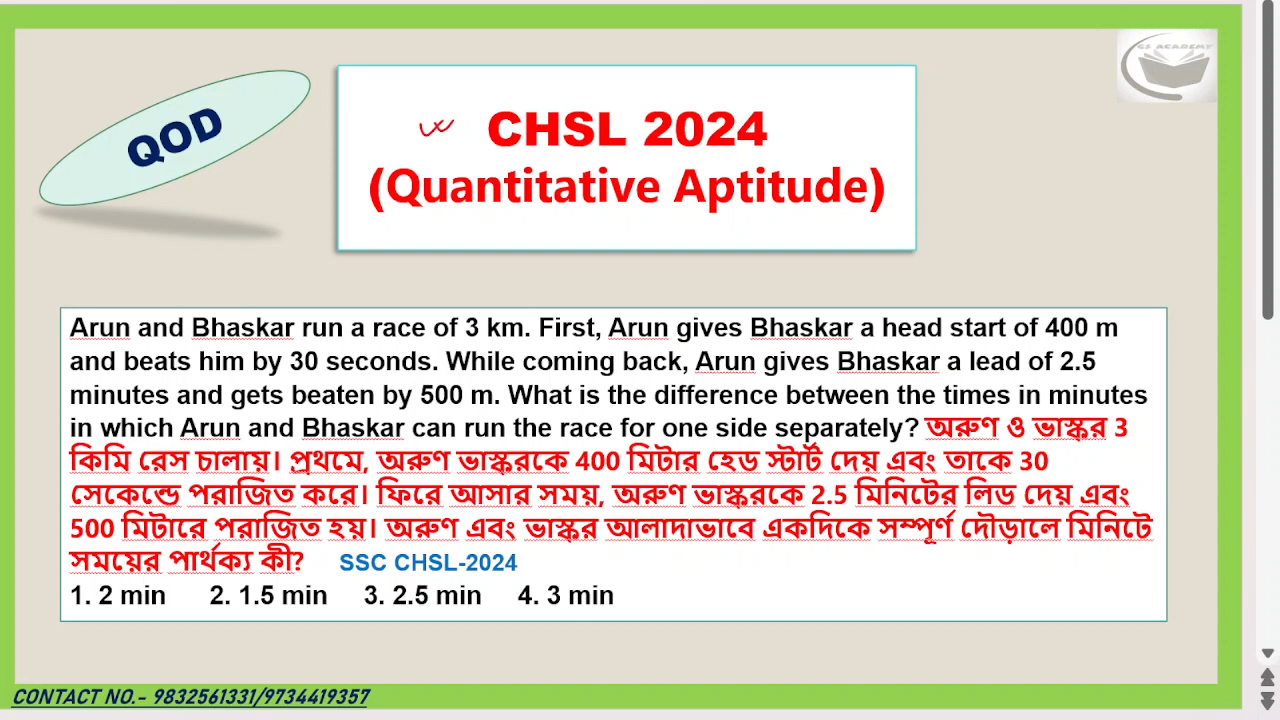 GS ACADEMY
QOD
CHSL 2024
(Quantitative Aptitude)
Arun and Bhaskar run a race of 3 km. First, Arun gives Bhaskar a head start of 400 m
and beats him by 30 seconds. While coming back, Arun gives Bhaskar a lead of 2.5
minutes and gets beaten by 500 m. What is the difference between the times in minutes
in which Arun and Bhaskar can run the race for one side separately? অরুণ ও ভাস্কর 3
কিমি রেস চালায়। প্রথমে, অরুণ ভাস্করকে 400 মিটার হেড স্টার্ট দেয় এবং তাকে 30
সেকেন্ডে পরাজিত করে। ফিরে আসার সময়, অরুণ ভাস্করকে 2.5 মিনিটের লিড দেয় এবং
500 মিটারে পরাজিত হয়। অরুণ এবং ভাস্কর আলাদাভাবে একদিকে সম্পূর্ণ দৌড়ালে মিনিটে
সময়ের পার্থক্য কী? SSC CHSL-2024
1. 2 min 2. 1.5 min 3. 2.5 min 4. 3 min
CONTACT NO.- 9832561331/9734419357